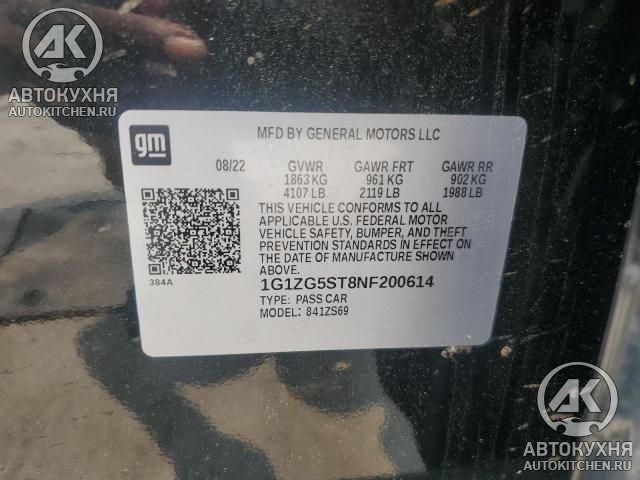 АК
АВТОКУХНЯ
AUTOKITCHEN.RU
gm
MFD BY GENERAL MOTORS LLC
08/22 GVWR GAWR FRT GAWR RR
1863 KG 961 KG 902 KG
4107 LB 2119 LB 1988 LB
THIS VEHICLE CONFORMS TO ALL
APPLICABLE U.S. FEDERAL MOTOR
VEHICLE SAFETY, BUMPER, AND THEFT
PREVENTION STANDARDS IN EFFECT ON
THE DATE OF MANUFACTURE SHOWN
ABOVE.
384A
1G1ZG5ST8NF200614
TYPE: PASS CAR
MODEL: 841ZS69
АК
АВТОКУХНЯ
AUTOKITCHEN.RU